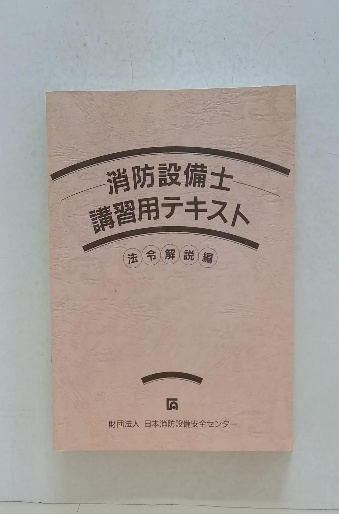 消防設備士
講習用テキスト
法令解説編
財団法人 日本消防設備安全センター